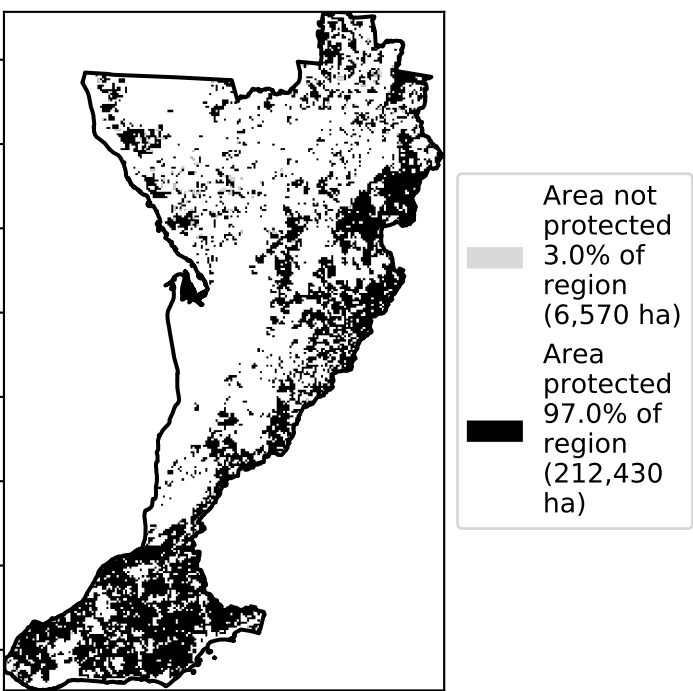 Area not
protected
3.0% of
region
(6,570 ha)
Area
protected
97.0% of
region
(212,430
ha)